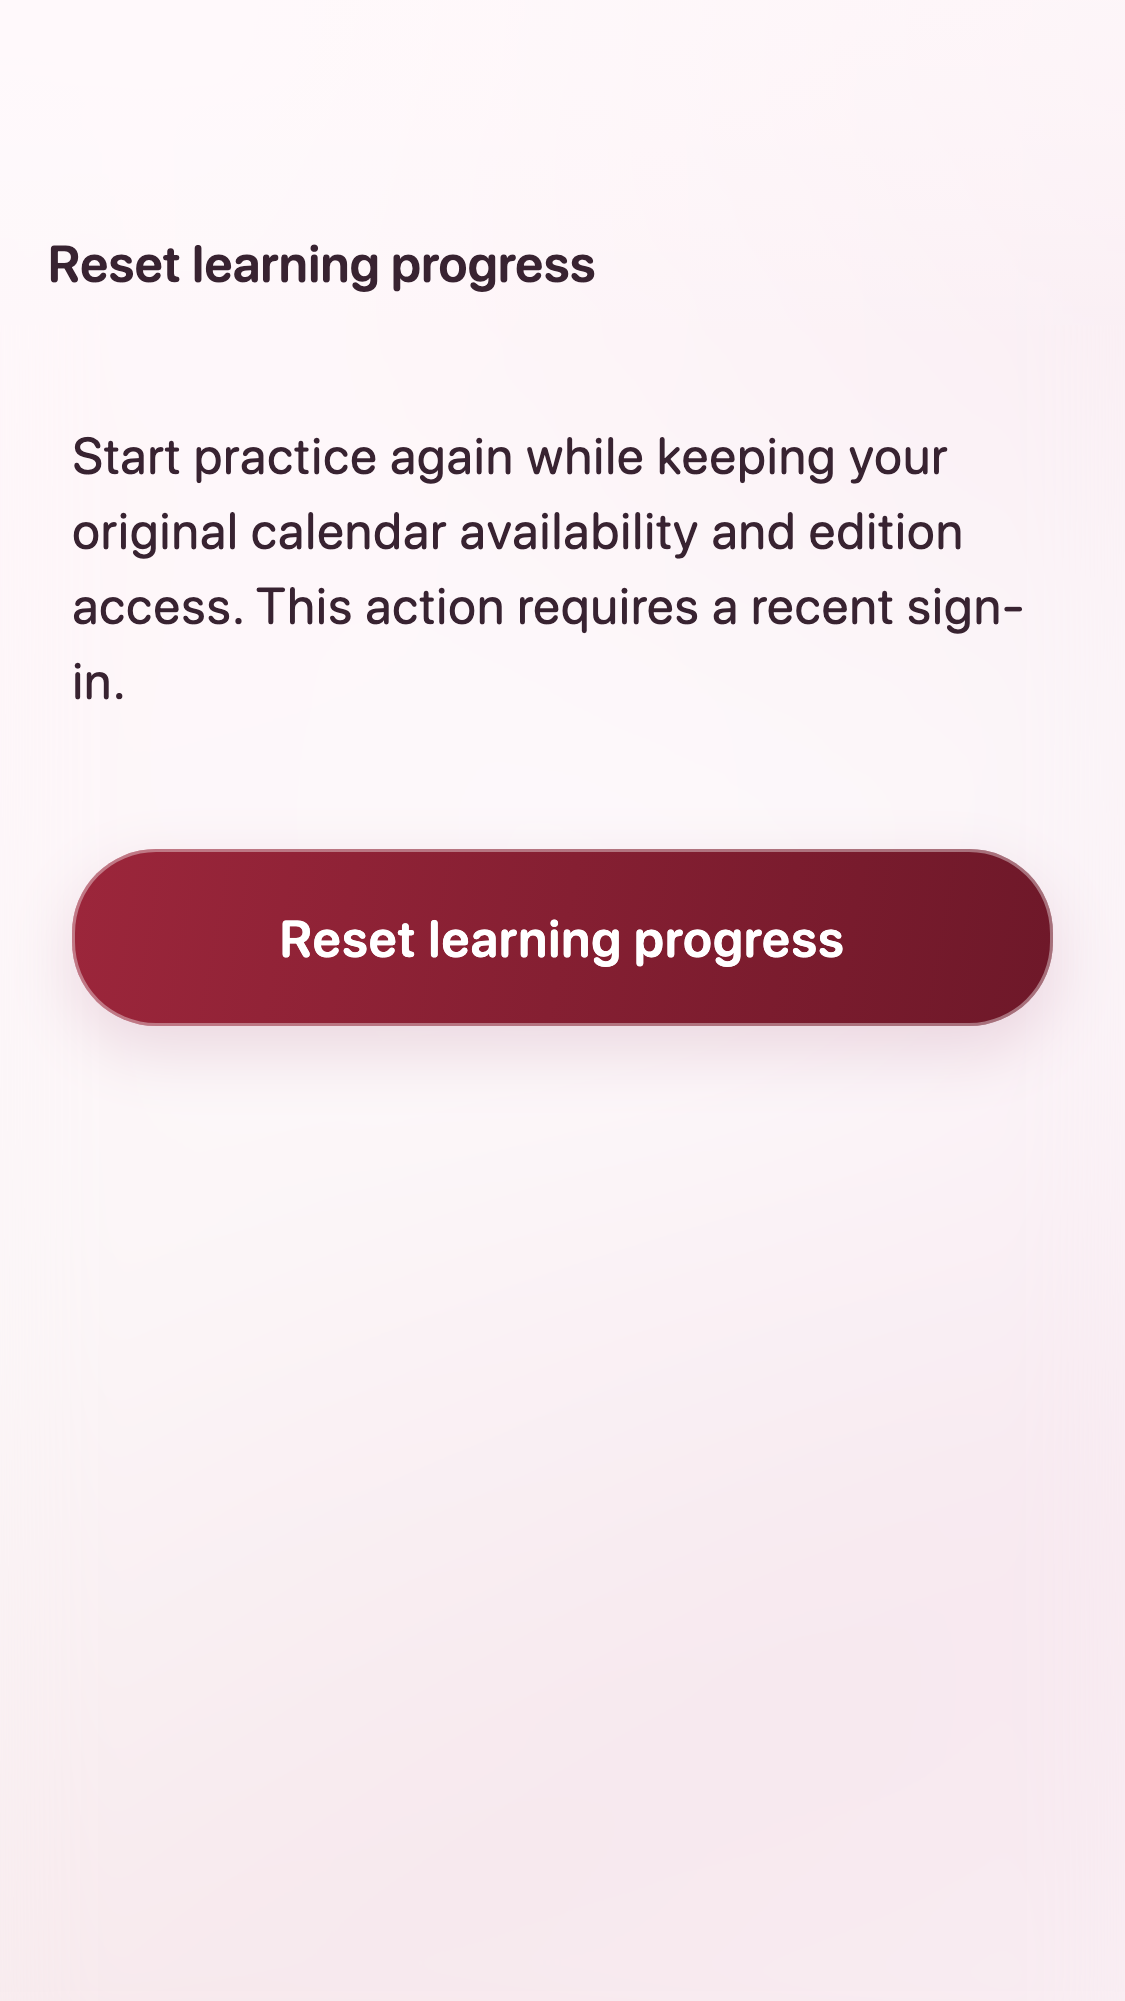 Reset learning progress
Start practice again while keeping your
original calendar availability and edition
access. This action requires a recent sign-
in.
Reset learning progress